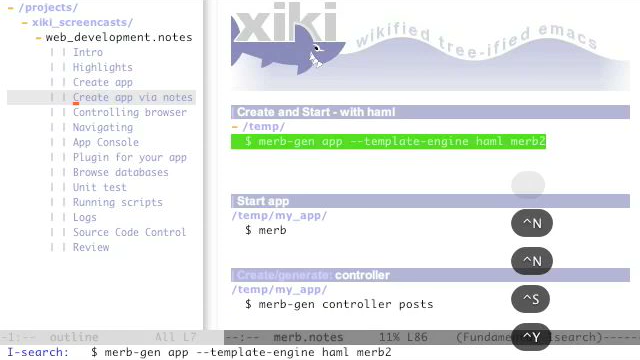 – /projects/
– xiki_screencasts/
– web_development.notes
| | Intro
| | Highlights
| | Create app
| | Create app via notes
| | Controlling browser
| | Navigating
| | App Console
| | Plugin for your app
| | Browse databases
| | Unit test
| | Running scripts
| | Logs
| | Source Code Control
| | Review
-1:-- outline All L7
xiki
wikified tree-ified emacs
Create and Start - with haml
– /temp/
$ merb-gen app --template-engine haml merb2
Start app
/temp/my_app/
$ merb
Create/generate: controller
/temp/my_app/
$ merb-gen controller posts
^N
^N
^S
^Y
--:-- merb.notes 11% L86 (Fundamental Isearch)
I-search: $ merb-gen app --template-engine haml merb2